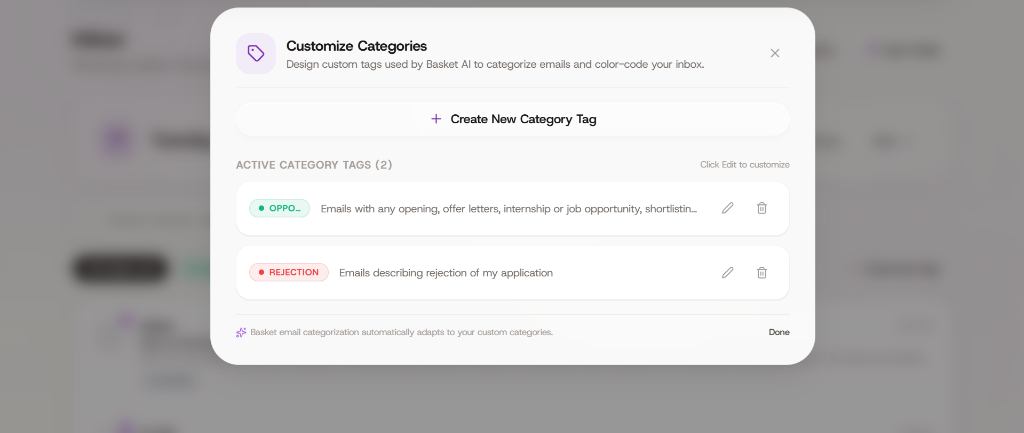 Customize Categories
Design custom tags used by Basket AI to categorize emails and color-code your inbox.
+ Create New Category Tag
ACTIVE CATEGORY TAGS (2)
Click Edit to customize
OPPO...
Emails with any opening, offer letters, internship or job opportunity, shortlistin...
REJECTION
Emails describing rejection of my application
Basket email categorization automatically adapts to your custom categories.
Done